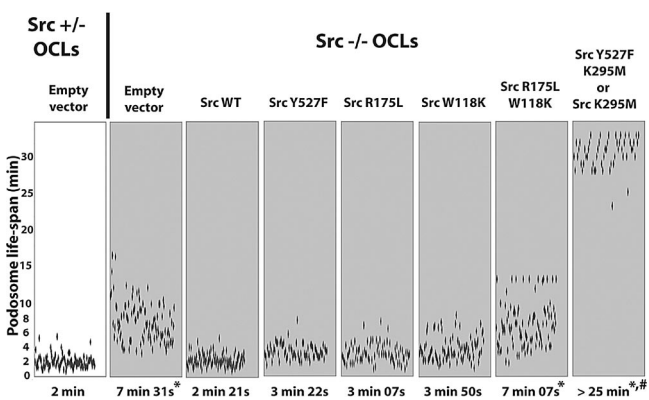 Src +/-
OCLs
Src -/- OCLs
Empty
vector
Empty
vector
Src WT
Src Y527F
Src R175L
Src W118K
Src R175L
W118K
Src Y527F
K295M
or
Src K295M
Podosome life-span (min)
30
25
20
15
10
8
6
4
2
0
2 min
7 min 31s*
2 min 21s
3 min 22s
3 min 07s
3 min 50s
7 min 07s*
> 25 min*,#